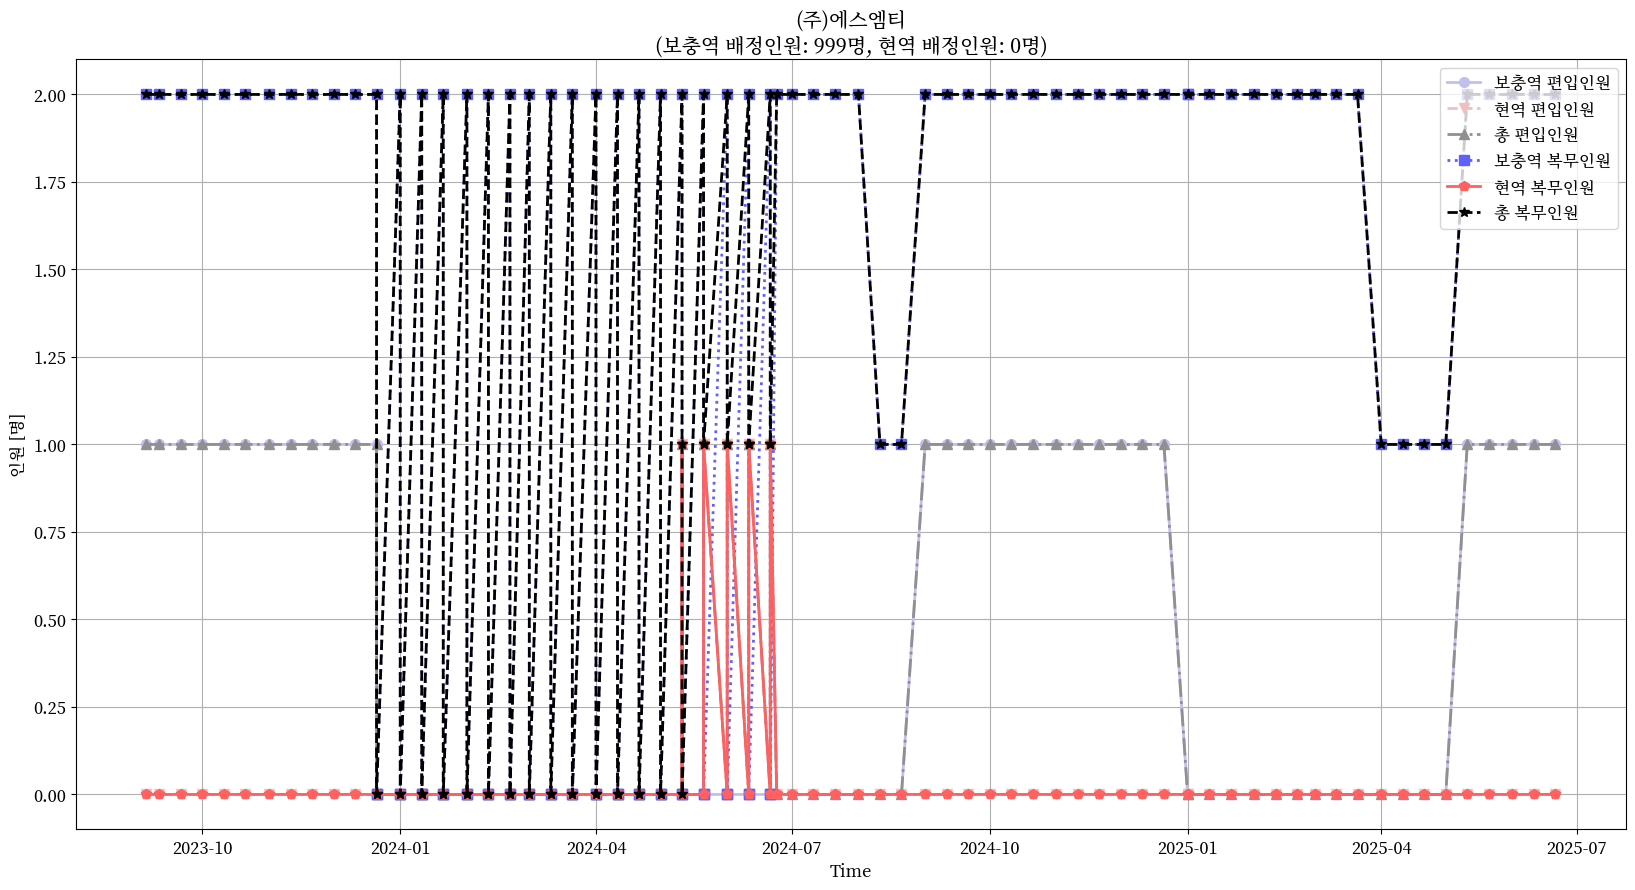 (주)에스엠티
(보충역 배정인원: 999명, 현역 배정인원: 0명)
보충역 편입인원
현역 편입인원
총 편입인원
보충역 복무인원
현역 복무인원
총 복무인원
인원 [명]
2.00
1.75
1.50
1.25
1.00
0.75
0.50
0.25
0.00
2023-10 2024-01 2024-04 2024-07 2024-10 2025-01 2025-04 2025-07
Time